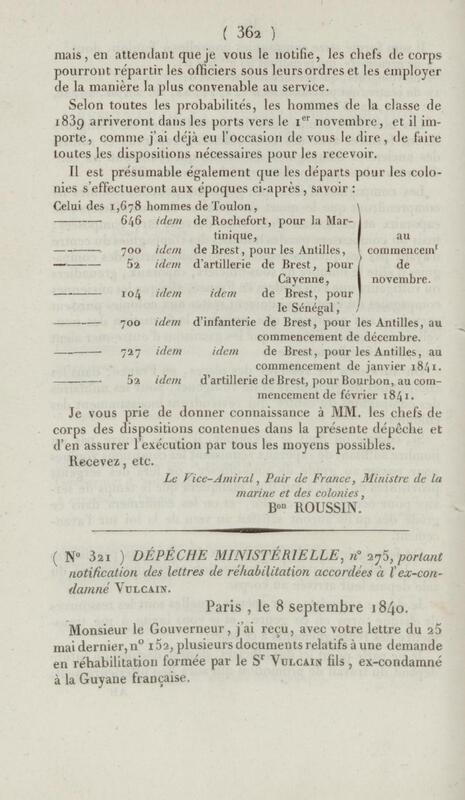 ( 362 )
mais, en attendant que je vous le notifie, les chefs de corps
pourront répartir les officiers sous leurs ordres et les employer
de la manière la plus convenable au service.
Selon toutes les probabilités, les hommes de la classe de
1839 arriveront dans les ports vers le 1er novembre, et il im-
porte, comme j'ai déjà eu l'occasion de vous le dire, de faire
toutes les dispositions nécessaires pour les recevoir.
Il est présumable également que les départs pour les colo-
nies s'effectueront aux époques ci-après, savoir :
Celui des 1,678 hommes de Toulon,
——— 646 idem de Rochefort, pour la Mar-
tinique, au
——— 700 idem de Brest, pour les Antilles, commencemt
——— 52 idem d'artillerie de Brest, pour de
Cayenne, novembre.
——— 104 idem idem de Brest, pour
le Sénégal,
——— 700 idem d'infanterie de Brest, pour les Antilles, au
commencement de décembre.
——— 727 idem idem de Brest, pour les Antilles, au
commencement de janvier 1841.
——— 52 idem d'artillerie de Brest, pour Bourbon, au com-
mencement de février 1841.
Je vous prie de donner connaissance à MM. les chefs de
corps des dispositions contenues dans la présente dépêche et
d'en assurer l'exécution par tous les moyens possibles.
Recevez, etc.
Le Vice-Amiral, Pair de France, Ministre de la
marine et des colonies,
Bon ROUSSIN.
( No 321 ) DÉPÉCHE MINISTÉRIELLE, no 275, portant
notification des lettres de réhabilitation accordées à l'ex-con-
damné VULCAIN.
Paris, le 8 septembre 1840.
Monsieur le Gouverneur, j'ai reçu, avec votre lettre du 25
mai dernier, no 152, plusieurs documents relatifs à une demande
en réhabilitation formée par le Sr VULCAIN fils, ex-condamné
à la Guyane française.